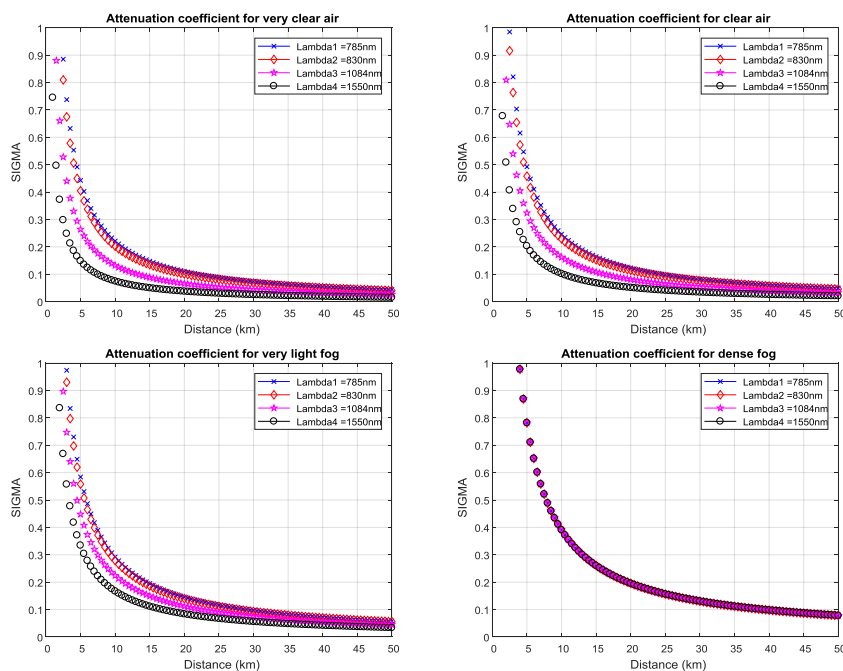 Attenuation coefficient for very clear air
1
0.9
0.8
0.7
0.6
0.5
0.4
0.3
0.2
0.1
0
SIGMA
Lambda1 =785nm
Lambda2 =830nm
Lambda3 =1084nm
Lambda4 =1550nm
0 5 10 15 20 25 30 35 40 45 50
Distance (km)
Attenuation coefficient for clear air
1
0.9
0.8
0.7
0.6
0.5
0.4
0.3
0.2
0.1
0
SIGMA
Lambda1 =785nm
Lambda2 =830nm
Lambda3 =1084nm
Lambda4 =1550nm
0 5 10 15 20 25 30 35 40 45 50
Distance (km)
Attenuation coefficient for very light fog
1
0.9
0.8
0.7
0.6
0.5
0.4
0.3
0.2
0.1
0
SIGMA
Lambda1 =785nm
Lambda2 =830nm
Lambda3 =1084nm
Lambda4 =1550nm
0 5 10 15 20 25 30 35 40 45 50
Distance (km)
Attenuation coefficient for dense fog
1
0.9
0.8
0.7
0.6
0.5
0.4
0.3
0.2
0.1
0
SIGMA
Lambda1 =785nm
Lambda2 =830nm
Lambda3 =1084nm
Lambda4 =1550nm
0 5 10 15 20 25 30 35 40 45 50
Distance (km)